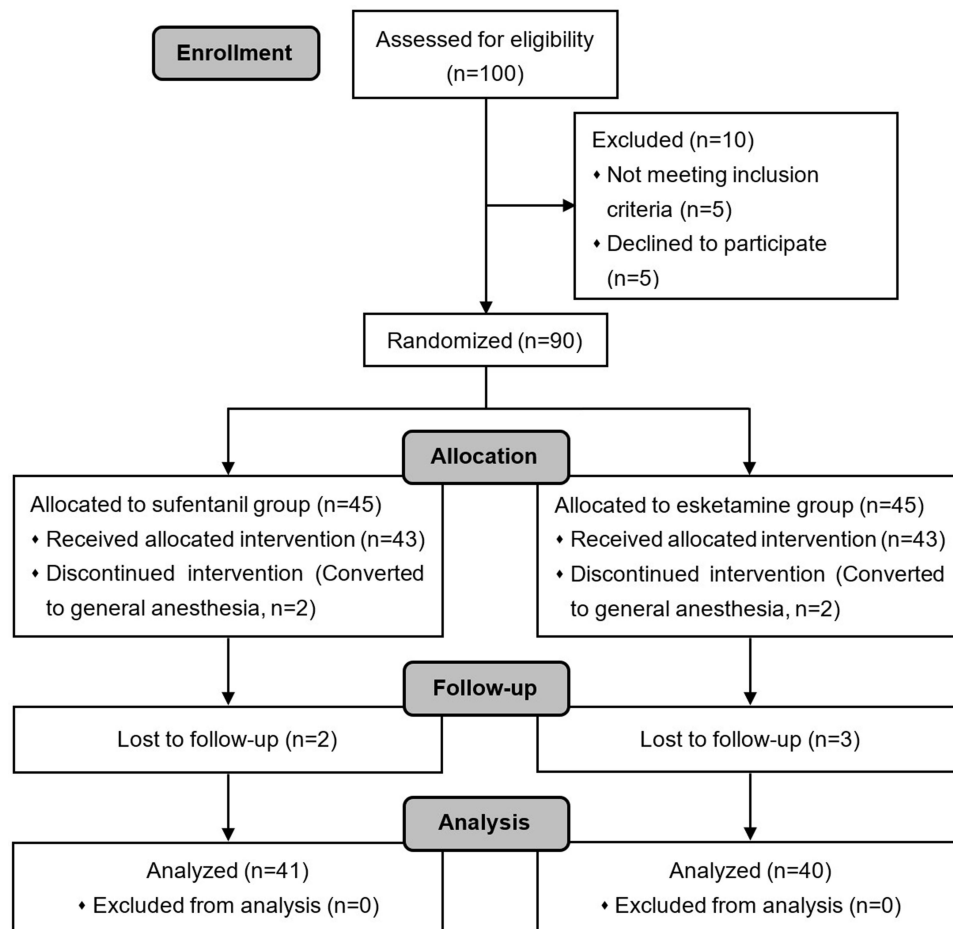 Enrollment
Assessed for eligibility
(n=100)
Excluded (n=10)
⬧ Not meeting inclusion
criteria (n=5)
⬧ Declined to participate
(n=5)
Randomized (n=90)
Allocation
Allocated to sufentanil group (n=45)
⬧ Received allocated intervention (n=43)
⬧ Discontinued intervention (Converted
to general anesthesia, n=2)
Allocated to esketamine group (n=45)
⬧ Received allocated intervention (n=43)
⬧ Discontinued intervention (Converted
to general anesthesia, n=2)
Follow-up
Lost to follow-up (n=2)
Lost to follow-up (n=3)
Analysis
Analyzed (n=41)
⬧ Excluded from analysis (n=0)
Analyzed (n=40)
⬧ Excluded from analysis (n=0)